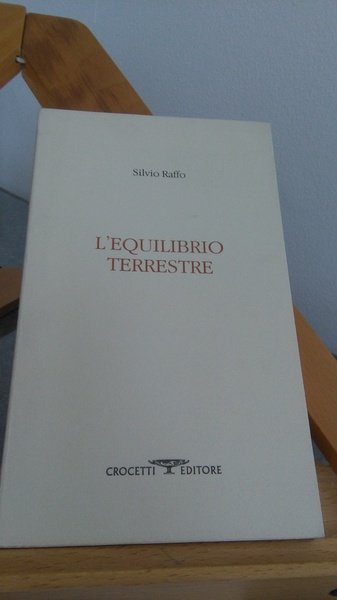 Silvio Raffo
L'EQUILIBRIO
TERRESTRE
CROCETTI EDITORE